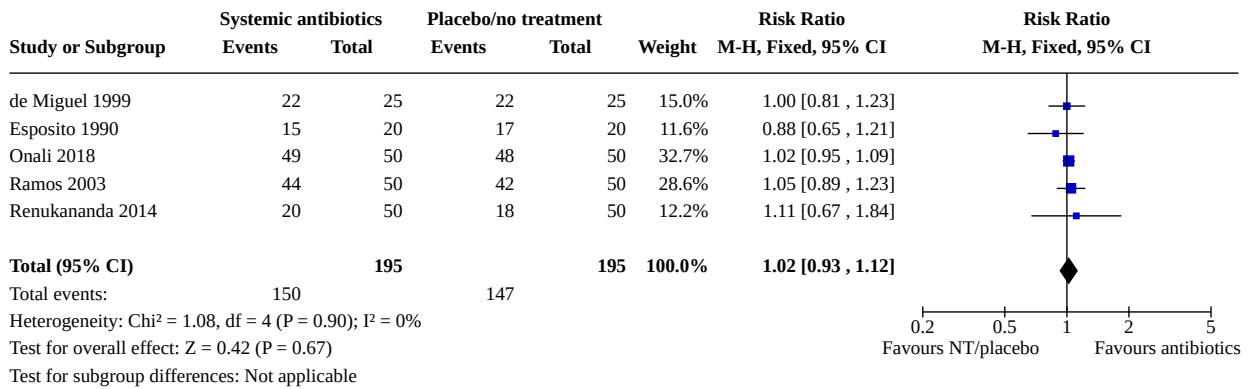 Systemic antibiotics Placebo/no treatment Risk Ratio Risk Ratio
Study or Subgroup Events Total Events Total Weight M-H, Fixed, 95% CI M-H, Fixed, 95% CI
de Miguel 1999 22 25 22 25 15.0% 1.00 [0.81 , 1.23]
Esposito 1990 15 20 17 20 11.6% 0.88 [0.65 , 1.21]
Onali 2018 49 50 48 50 32.7% 1.02 [0.95 , 1.09]
Ramos 2003 44 50 42 50 28.6% 1.05 [0.89 , 1.23]
Renukananda 2014 20 50 18 50 12.2% 1.11 [0.67 , 1.84]
Total (95% CI) 195 195 100.0% 1.02 [0.93 , 1.12]
Total events: 150 147
Heterogeneity: Chi² = 1.08, df = 4 (P = 0.90); I² = 0%
0.2 0.5 1 2 5
Test for overall effect: Z = 0.42 (P = 0.67) Favours NT/placebo Favours antibiotics
Test for subgroup differences: Not applicable